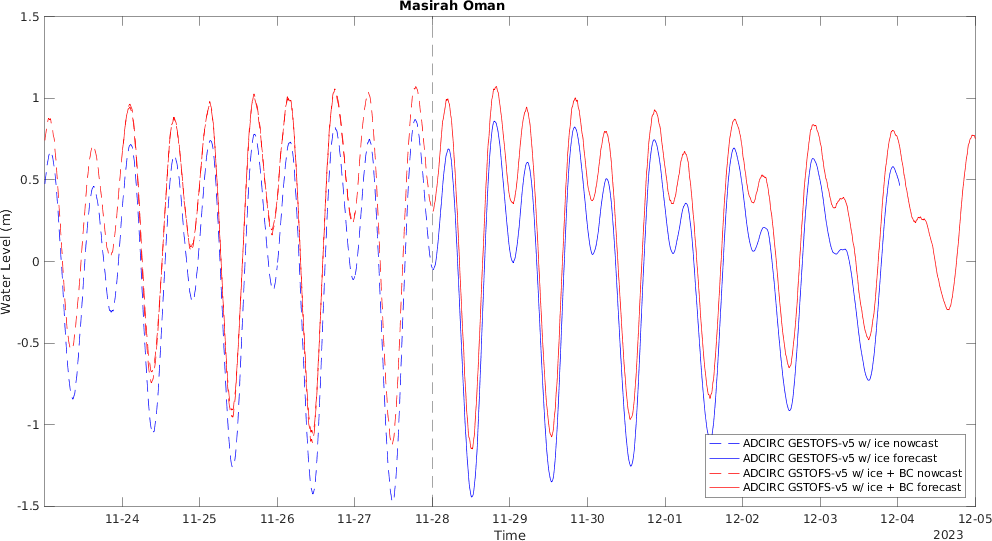 Masirah Oman
1.5
1
0.5
0
-0.5
-1
-1.5
Water Level (m)
ADCIRC GESTOFS-v5 w/ ice nowcast
ADCIRC GESTOFS-v5 w/ ice forecast
ADCIRC GSTOFS-v5 w/ ice + BC nowcast
ADCIRC GSTOFS-v5 w/ ice + BC forecast
11-24 11-25 11-26 11-27 11-28 11-29 11-30 12-01 12-02 12-03 12-04 12-05
Time
2023